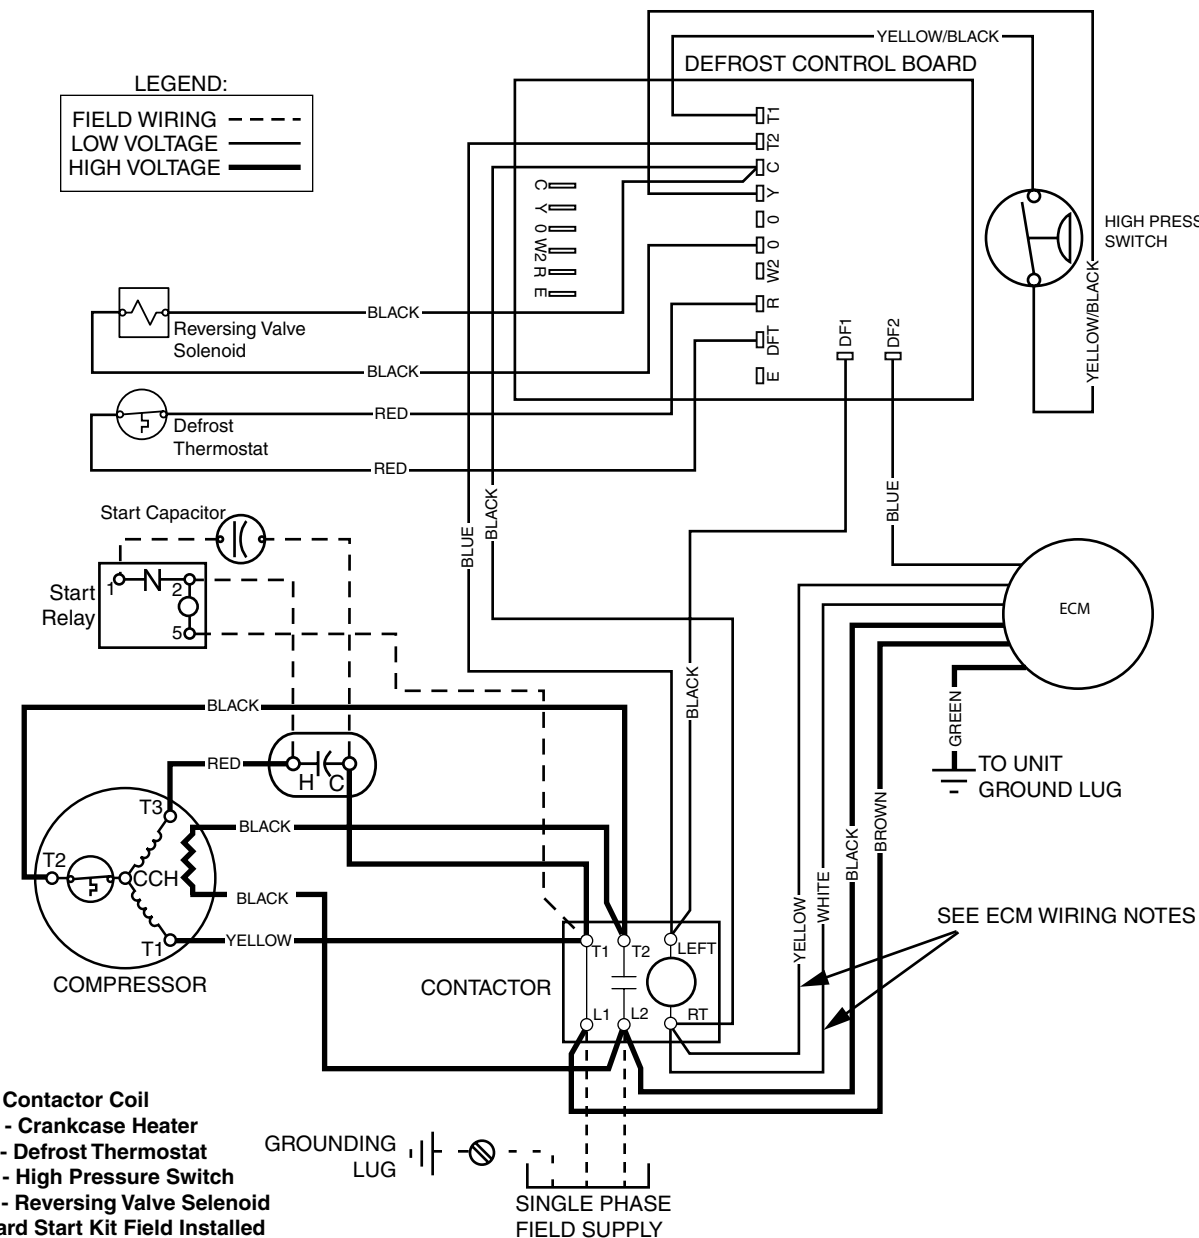 YELLOW/BLACK
DEFROST CONTROL BOARD
LEGEND:
FIELD WIRING
LOW VOLTAGE
HIGH VOLTAGE
T1
T2
C
Y
0
0
W2
R
DFT
E
C
Y
0
W2
R
E
DF1
DF2
HIGH PRESS
SWITCH
YELLOW/BLACK
BLACK
Reversing Valve
Solenoid
BLACK
RED
Defrost
Thermostat
RED
BLUE
BLACK
BLUE
Start Capacitor
Start
Relay
1
2
5
ECM
BLACK
GREEN
TO UNIT
GROUND LUG
BLACK
RED
H
C
T3
BLACK
T2
CCH
BLACK
T1
YELLOW
COMPRESSOR
BROWN
BLACK
WHITE
YELLOW
SEE ECM WIRING NOTES
T1
T2
LEFT
CONTACTOR
L1
L2
RT
Contactor Coil
- Crankcase Heater
- Defrost Thermostat
- High Pressure Switch
- Reversing Valve Selenoid
ard Start Kit Field Installed
GROUNDING
LUG
SINGLE PHASE
FIELD SUPPLY